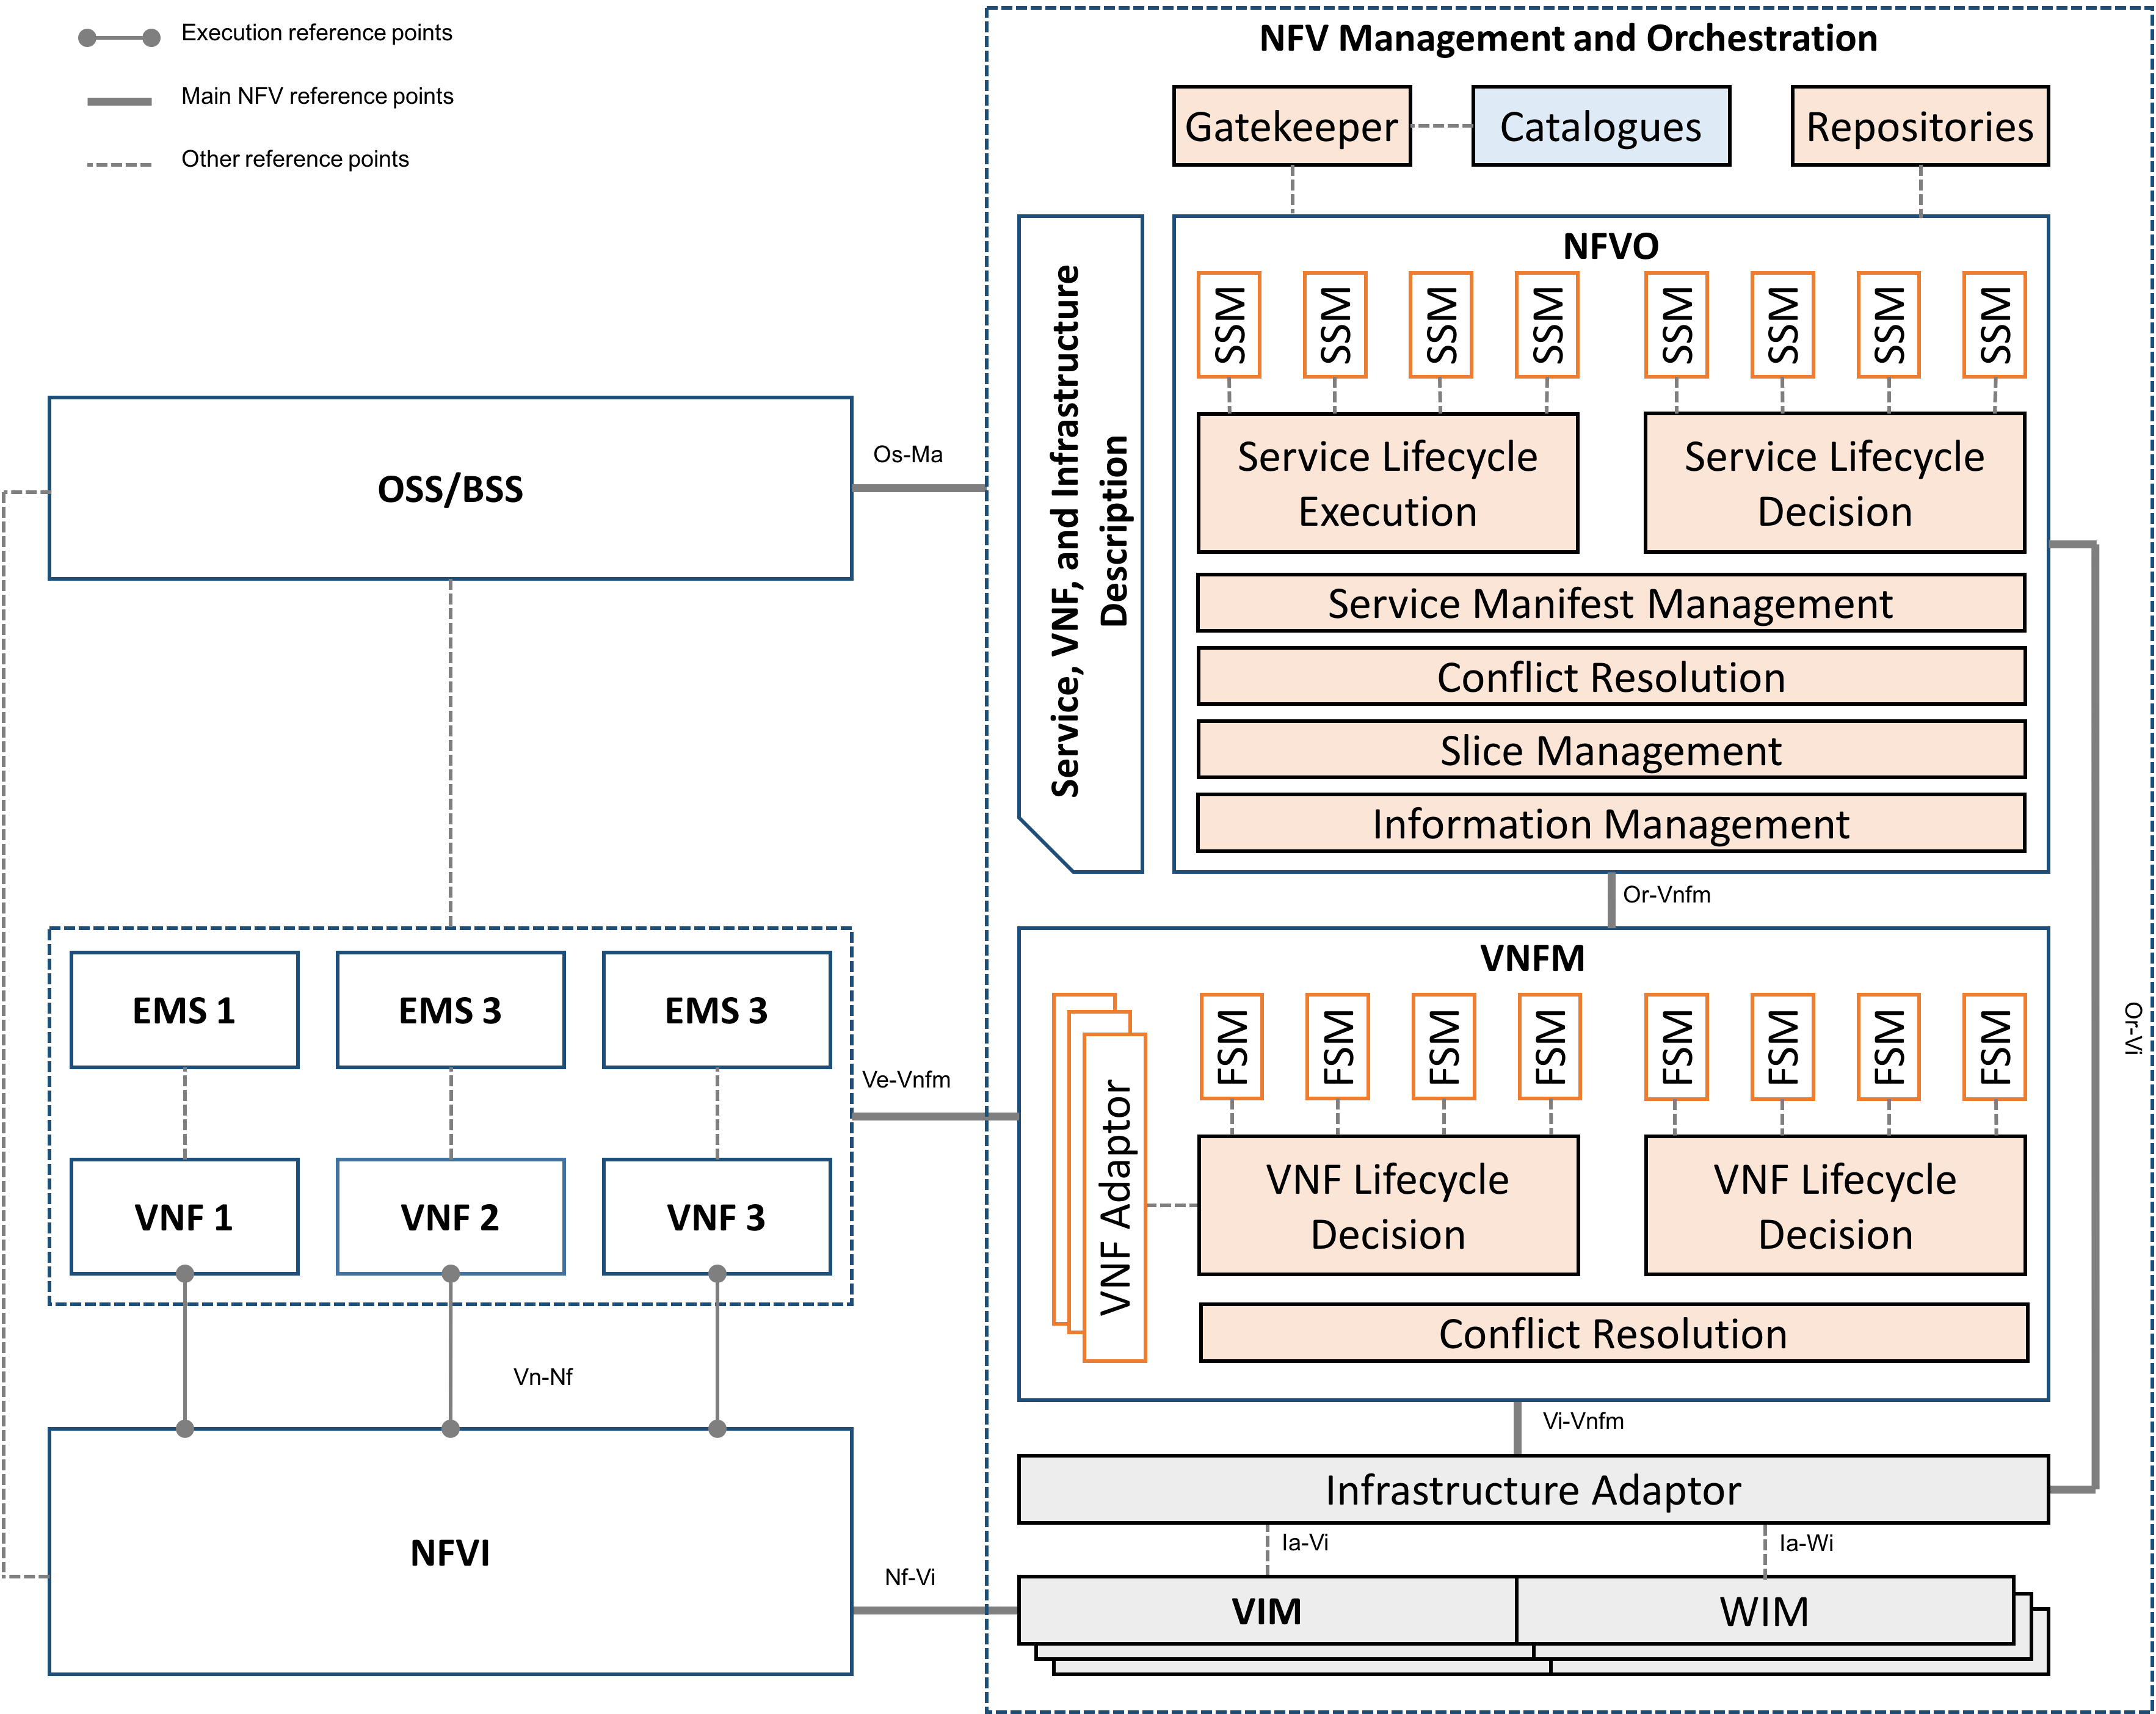 Execution reference points
Main NFV reference points
Other reference points
NFV Management and Orchestration
Gatekeeper
Catalogues
Repositories
Service, VNF, and Infrastructure
Description
NFVO
SSM
SSM
SSM
SSM
SSM
SSM
SSM
SSM
Service Lifecycle
Execution
Service Lifecycle
Decision
Service Manifest Management
Conflict Resolution
Slice Management
Information Management
OSS/BSS
Os-Ma
Or-Vnfm
Or-Vi
EMS 1
EMS 3
EMS 3
VNF 1
VNF 2
VNF 3
Ve-Vnfm
VNFM
VNF Adaptor
FSM
FSM
FSM
FSM
FSM
FSM
FSM
FSM
VNF Lifecycle
Decision
VNF Lifecycle
Decision
Conflict Resolution
Vn-Nf
Vi-Vnfm
Infrastructure Adaptor
Ia-Vi
Ia-Wi
NFVI
Nf-Vi
VIM
WIM